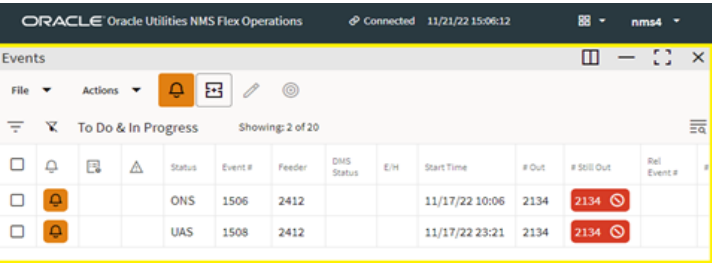 ORACLE Oracle Utilities NMS Flex Operations Connected 11/21/22 15:06:12 nms4
Events
File Actions
To Do & In Progress Showing: 2 of 20
Status Event # Feeder DMS Status E/H Start Time # Out # Still Out Rel Event # #
ONS 1506 2412 11/17/22 10:06 2134 2134
UAS 1508 2412 11/17/22 23:21 2134 2134